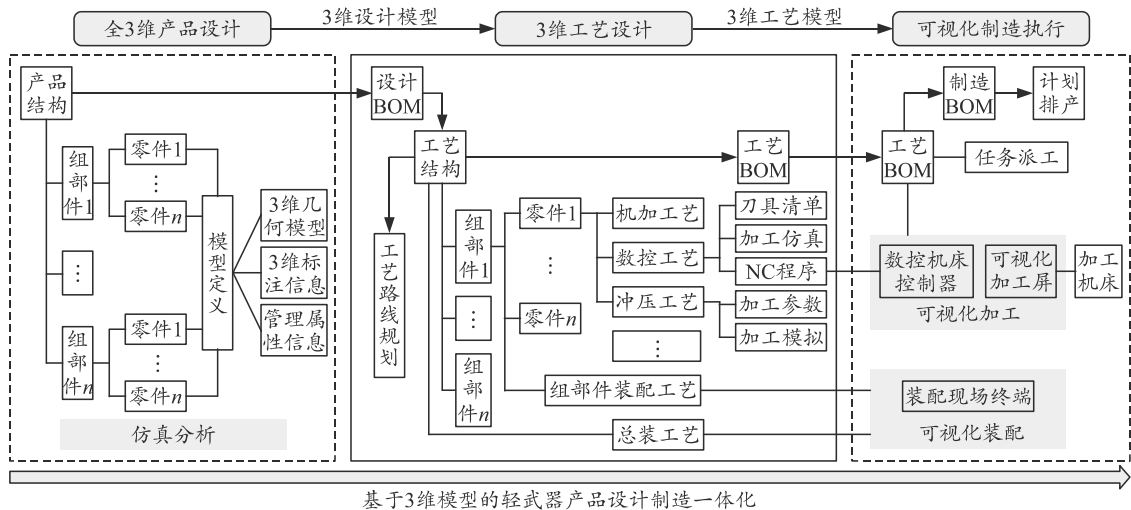 全3维产品设计
3维设计模型
3维工艺设计
3维工艺模型
可视化制造执行
产品
结构
组
部
件1
零件1
⋮
零件n
⋮
组
部
件n
零件1
⋮
零件n
模
型
定
义
3维几
何模型
3维标
注信息
管理属
性信息
仿真分析
设计
BOM
工艺
结构
工艺
BOM
工
艺
路
线
规
划
组
部
件1
⋮
组
部
件n
零件1
⋮
零件n
机加工艺
数控工艺
冲压工艺
⋮
刀具清单
加工仿真
NC程序
加工参数
加工模拟
组部件装配工艺
总装工艺
制造
BOM
计划
排产
工艺
BOM
任务派工
数控机床
控制器
可视化
加工屏
加工
机床
可视化加工
装配现场终端
可视化装配
基于3维模型的轻武器产品设计制造一体化